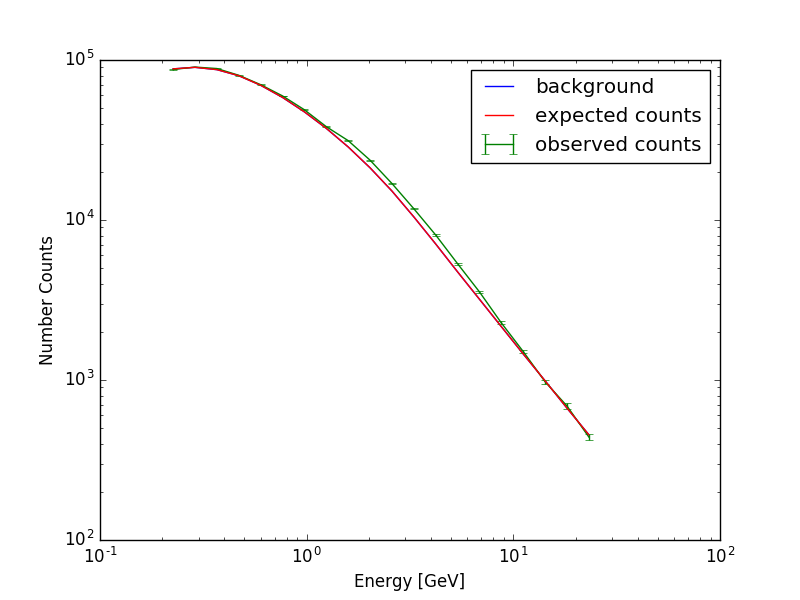 10^5
10^4
10^3
10^2
Number Counts
background
expected counts
observed counts
10^-1
10^0
10^1
10^2
Energy [GeV]